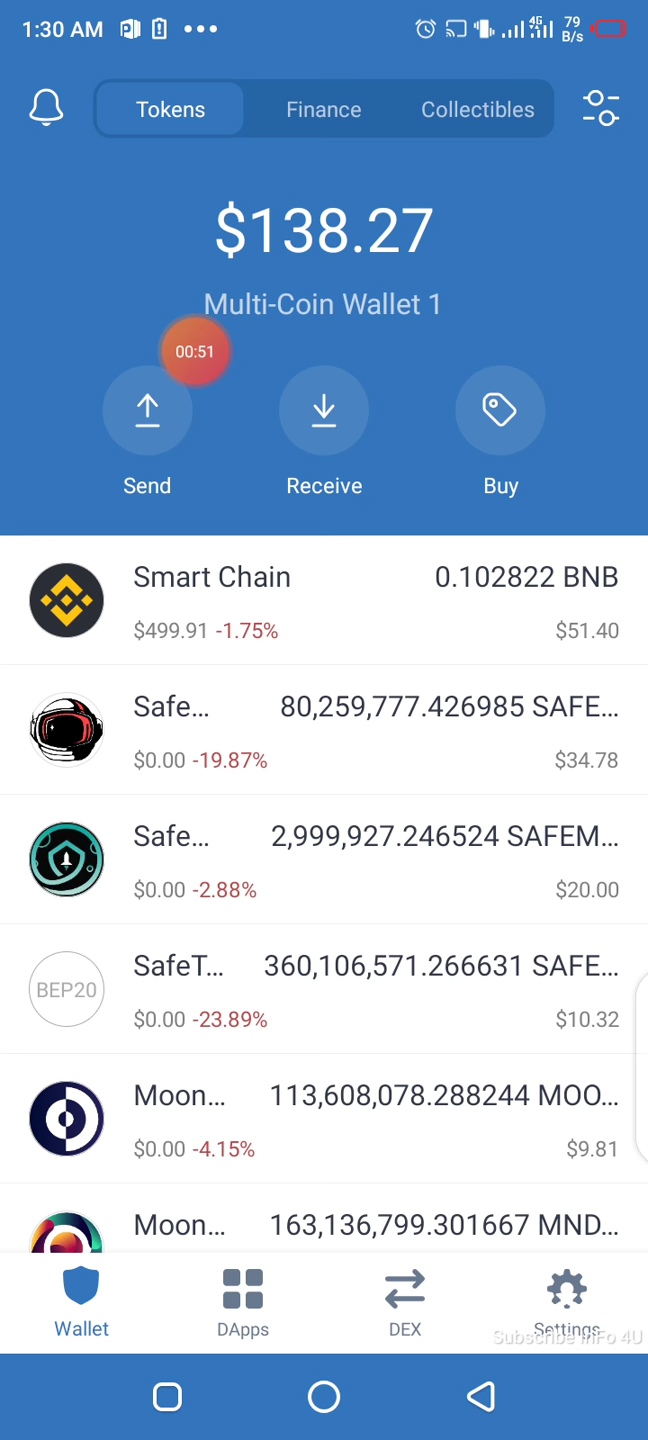 1:30 AM
4G
79
B/s
Tokens
Finance
Collectibles
$138.27
Multi-Coin Wallet 1
00:51
Send
Receive
Buy
Smart Chain
0.102822 BNB
$499.91 -1.75%
$51.40
Safe...
80,259,777.426985 SAFE...
$0.00 -19.87%
$34.78
Safe...
2,999,927.246524 SAFEM...
$0.00 -2.88%
$20.00
BEP20
SafeT...
360,106,571.266631 SAFE...
$0.00 -23.89%
$10.32
Moon...
113,608,078.288244 MOO...
$0.00 -4.15%
$9.81
Moon...
163,136,799.301667 MND...
Wallet
DApps
DEX
Settings
Subscribe InFo 4U